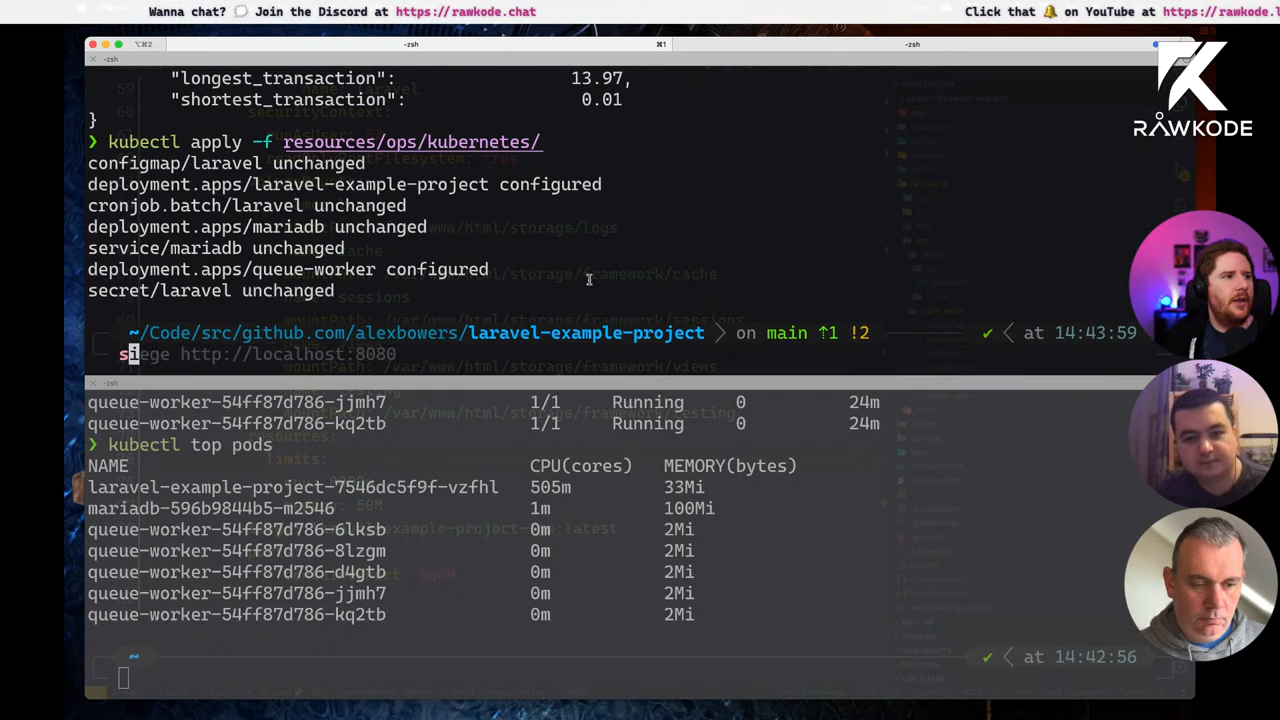 Wanna chat? 💬 Join the Discord at https://rawkode.chat
Click that 🔔 on YouTube at https://rawkode.l
RAWKODE
⌥⌘2
-zsh
⌘1
-zsh
× -zsh
"longest_transaction": 13.97,
"shortest_transaction": 0.01
}
❯ kubectl apply -f resources/ops/kubernetes/
configmap/laravel unchanged
deployment.apps/laravel-example-project configured
cronjob.batch/laravel unchanged
deployment.apps/mariadb unchanged
service/mariadb unchanged
deployment.apps/queue-worker configured
secret/laravel unchanged
~/Code/src/github.com/alexbowers/laravel-example-project on main ⇡1 !2 ✔ at 14:43:59
siege http://localhost:8080
× -zsh
queue-worker-54ff87d786-jjmh7 1/1 Running 0 24m
queue-worker-54ff87d786-kq2tb 1/1 Running 0 24m
❯ kubectl top pods
NAME CPU(cores) MEMORY(bytes)
laravel-example-project-7546dc5f9f-vzfhl 505m 33Mi
mariadb-596b9844b5-m2546 1m 100Mi
queue-worker-54ff87d786-6lksb 0m 2Mi
queue-worker-54ff87d786-8lzgm 0m 2Mi
queue-worker-54ff87d786-d4gtb 0m 2Mi
queue-worker-54ff87d786-jjmh7 0m 2Mi
queue-worker-54ff87d786-kq2tb 0m 2Mi
~ ✔ at 14:42:56